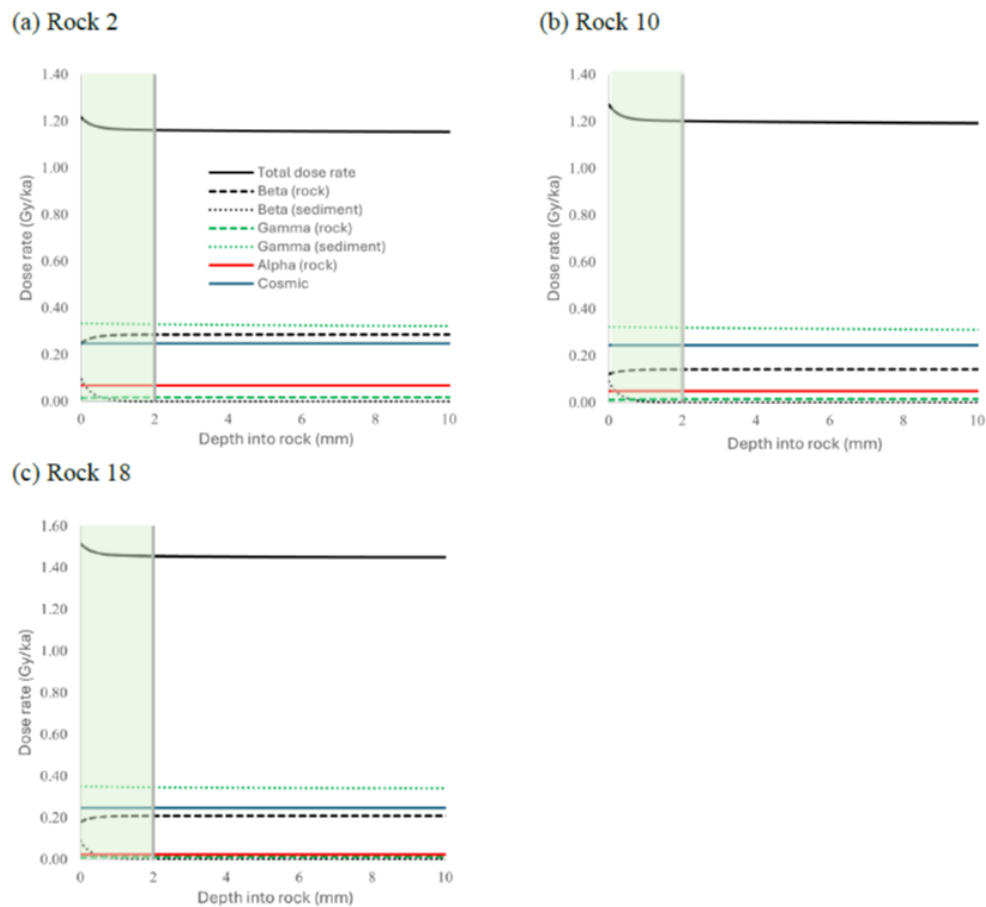 (a) Rock 2
1.40
1.20
1.00
0.80
0.60
0.40
0.20
0.00
Dose rate (Gy/ka)
Total dose rate
Beta (rock)
Beta (sediment)
Gamma (rock)
Gamma (sediment)
Alpha (rock)
Cosmic
0 2 4 6 8 10
Depth into rock (mm)
(b) Rock 10
1.40
1.20
1.00
0.80
0.60
0.40
0.20
0.00
Dose rate (Gy/ka)
0 2 4 6 8 10
Depth into rock (mm)
(c) Rock 18
1.60
1.40
1.20
1.00
0.80
0.60
0.40
0.20
0.00
Dose rate (Gy/ka)
0 2 4 6 8 10
Depth into rock (mm)